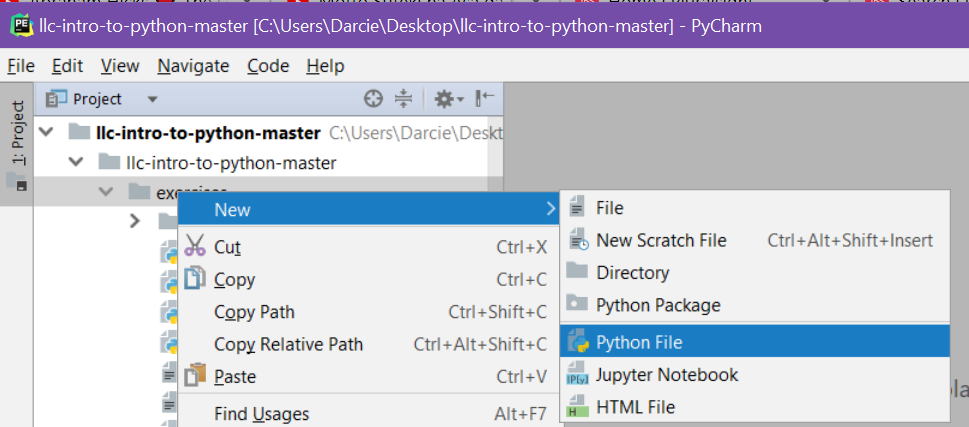 PE llc-intro-to-python-master [C:\Users\Darcie\Desktop\llc-intro-to-python-master] - PyCharm
File Edit View Navigate Code Help
1: Project
Project
llc-intro-to-python-master C:\Users\Darcie\Deskt
llc-intro-to-python-master
New
Cut Ctrl+X
Copy Ctrl+C
Copy Path Ctrl+Shift+C
Copy Relative Path Ctrl+Alt+Shift+C
Paste Ctrl+V
Find Usages Alt+F7
File
New Scratch File Ctrl+Alt+Shift+Insert
Directory
Python Package
Python File
IP[y] Jupyter Notebook
H HTML File